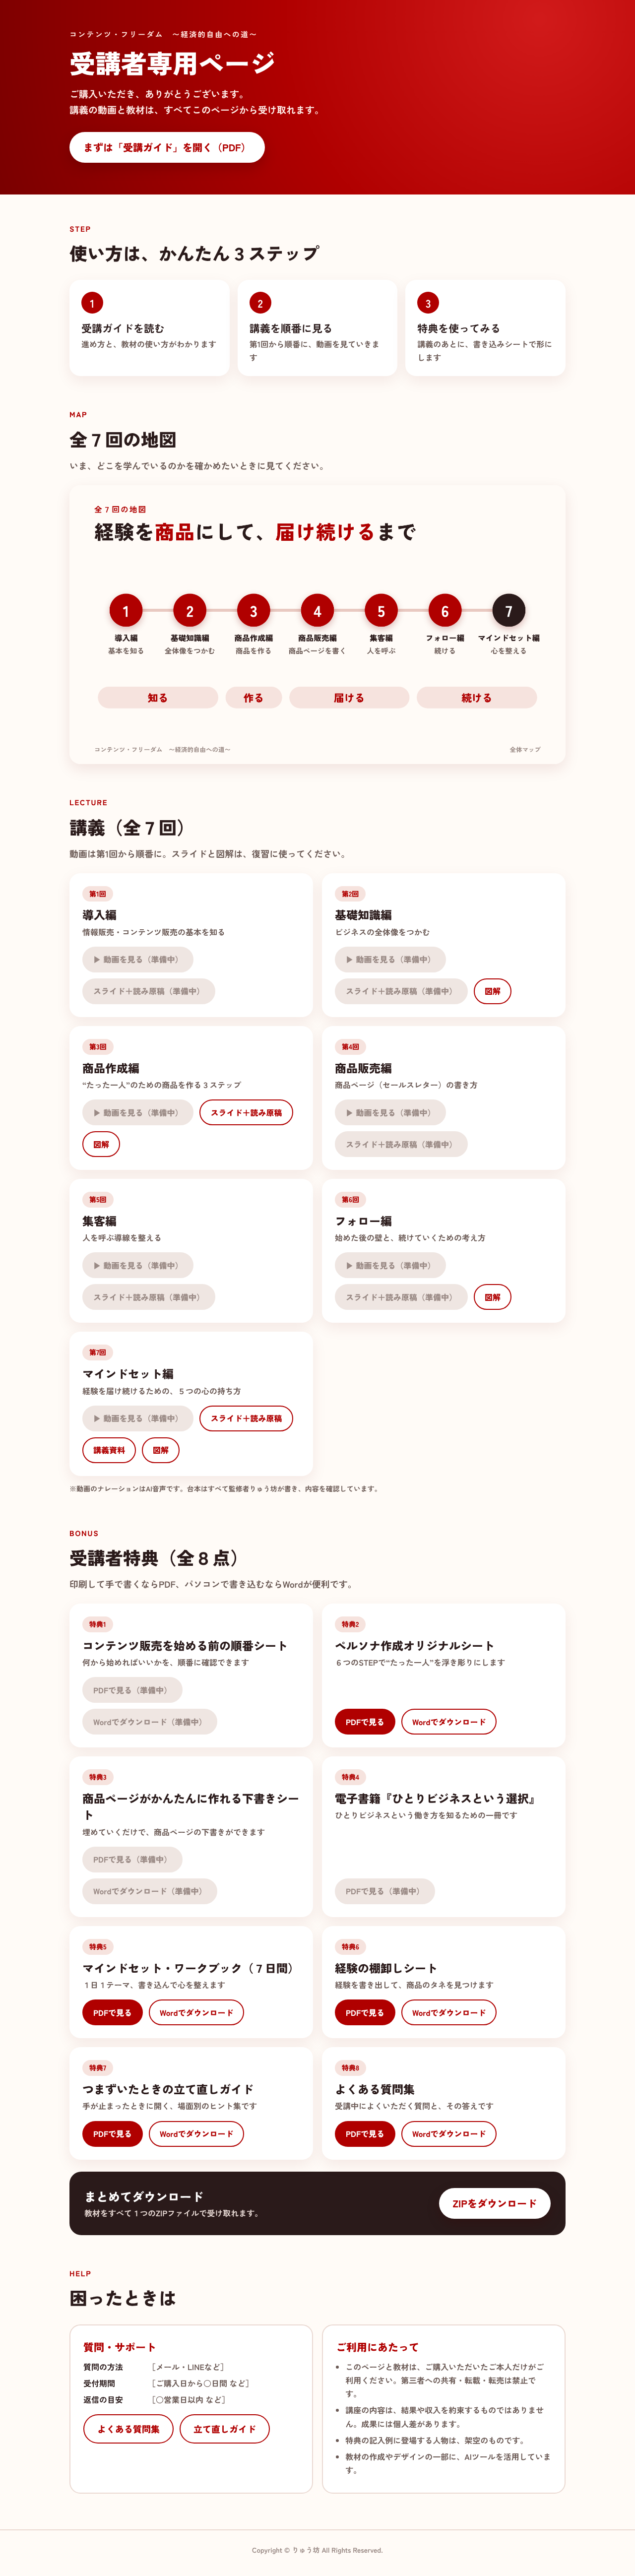 コンテンツ・フリーダム　〜経済的自由への道〜
受講者専用ページ
ご購入いただき、ありがとうございます。
講義の動画と教材は、すべてこのページから受け取れます。
まずは「受講ガイド」を開く（PDF）
STEP
使い方は、かんたん３ステップ
1
受講ガイドを読む
進め方と、教材の使い方がわかります
2
講義を順番に見る
第1回から順番に、動画を見ていきま
す
3
特典を使ってみる
講義のあとに、書き込みシートで形に
します
MAP
全７回の地図
いま、どこを学んでいるのかを確かめたいときに見てください。
全７回の地図
経験を商品にして、届け続けるまで
1
2
3
4
5
6
7
導入編
基礎知識編
商品作成編
商品販売編
集客編
フォロー編
マインドセット編
基本を知る
全体像をつかむ
商品を作る
商品ページを書く
人を呼ぶ
続ける
心を整える
知る
作る
届ける
続ける
コンテンツ・フリーダム　〜経済的自由への道〜
全体マップ
LECTURE
講義（全７回）
動画は第1回から順番に。スライドと図解は、復習に使ってください。
第1回
導入編
情報販売・コンテンツ販売の基本を知る
▶ 動画を見る（準備中）
スライド＋読み原稿（準備中）
第2回
基礎知識編
ビジネスの全体像をつかむ
▶ 動画を見る（準備中）
スライド＋読み原稿（準備中）
図解
第3回
商品作成編
“たった一人”のための商品を作る３ステップ
▶ 動画を見る（準備中）
スライド＋読み原稿
図解
第4回
商品販売編
商品ページ（セールスレター）の書き方
▶ 動画を見る（準備中）
スライド＋読み原稿（準備中）
第5回
集客編
人を呼ぶ導線を整える
▶ 動画を見る（準備中）
スライド＋読み原稿（準備中）
第6回
フォロー編
始めた後の壁と、続けていくための考え方
▶ 動画を見る（準備中）
スライド＋読み原稿（準備中）
図解
第7回
マインドセット編
経験を届け続けるための、５つの心の持ち方
▶ 動画を見る（準備中）
スライド＋読み原稿
講義資料
図解
※動画のナレーションはAI音声です。台本はすべて監修者りゅう坊が書き、内容を確認しています。
BONUS
受講者特典（全８点）
印刷して手で書くならPDF、パソコンで書き込むならWordが便利です。
特典1
コンテンツ販売を始める前の順番シート
何から始めればいいかを、順番に確認できます
PDFで見る（準備中）
Wordでダウンロード（準備中）
特典2
ペルソナ作成オリジナルシート
６つのSTEPで“たった一人”を浮き彫りにします
PDFで見る
Wordでダウンロード
特典3
商品ページがかんたんに作れる下書きシー
ト
埋めていくだけで、商品ページの下書きができます
PDFで見る（準備中）
Wordでダウンロード（準備中）
特典4
電子書籍『ひとりビジネスという選択』
ひとりビジネスという働き方を知るための一冊です
PDFで見る（準備中）
特典5
マインドセット・ワークブック（７日間）
１日１テーマ、書き込んで心を整えます
PDFで見る
Wordでダウンロード
特典6
経験の棚卸しシート
経験を書き出して、商品のタネを見つけます
PDFで見る
Wordでダウンロード
特典7
つまずいたときの立て直しガイド
手が止まったときに開く、場面別のヒント集です
PDFで見る
Wordでダウンロード
特典8
よくある質問集
受講中によくいただく質問と、その答えです
PDFで見る
Wordでダウンロード
まとめてダウンロード
教材をすべて１つのZIPファイルで受け取れます。
ZIPをダウンロード
HELP
困ったときは
質問・サポート
質問の方法　［メール・LINEなど］
受付期間　［ご購入日から〇日間 など］
返信の目安　［〇営業日以内 など］
よくある質問集
立て直しガイド
ご利用にあたって
このページと教材は、ご購入いただいたご本人だけがご
利用ください。第三者への共有・転載・転売は禁止で
す。
講座の内容は、結果や収入を約束するものではありませ
ん。成果には個人差があります。
特典の記入例に登場する人物は、架空のものです。
教材の作成やデザインの一部に、AIツールを活用していま
す。
Copyright © りゅう坊 All Rights Reserved.